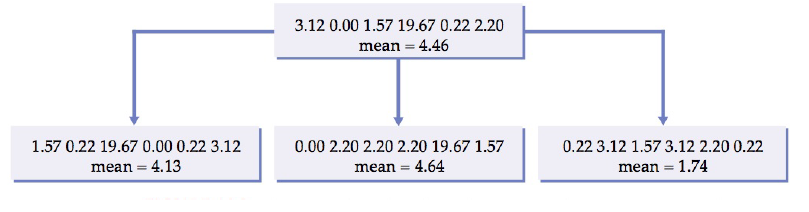 3.12 0.00 1.57 19.67 0.22 2.20
mean = 4.46
1.57 0.22 19.67 0.00 0.22 3.12
mean = 4.13
0.00 2.20 2.20 2.20 19.67 1.57
mean = 4.64
0.22 3.12 1.57 3.12 2.20 0.22
mean = 1.74